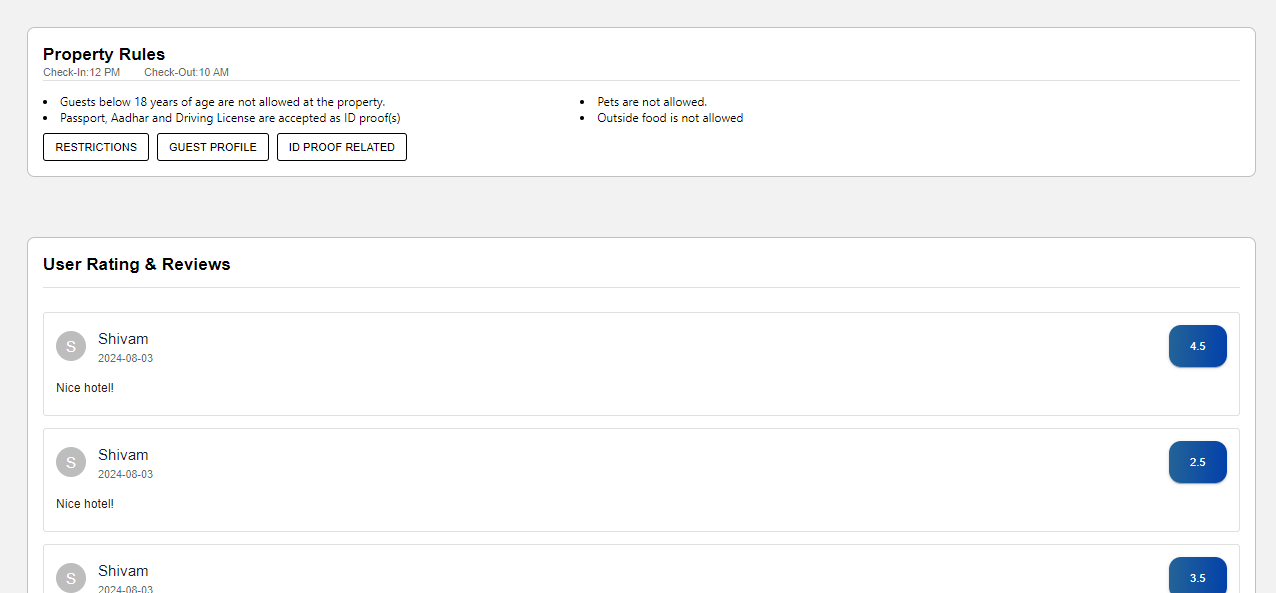 Property Rules
Check-In:12 PM Check-Out:10 AM
Guests below 18 years of age are not allowed at the property.
Passport, Aadhar and Driving License are accepted as ID proof(s)
Pets are not allowed.
Outside food is not allowed
RESTRICTIONS GUEST PROFILE ID PROOF RELATED
User Rating & Reviews
S Shivam 4.5
2024-08-03
Nice hotel!
S Shivam 2.5
2024-08-03
Nice hotel!
S Shivam 3.5
2024-08-03